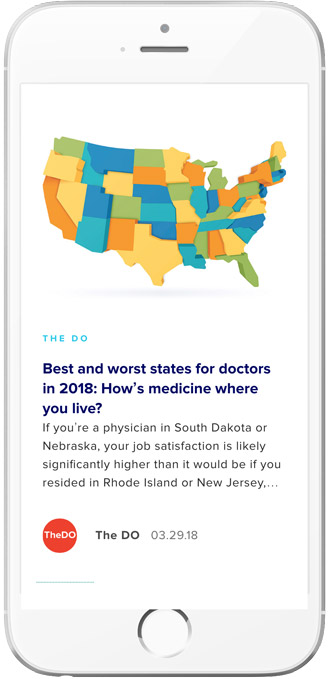 THE DO
Best and worst states for doctors
in 2018: How's medicine where
you live?
If you're a physician in South Dakota or
Nebraska, your job satisfaction is likely
significantly higher than it would be if you
resided in Rhode Island or New Jersey,...
TheDO
The DO 03.29.18